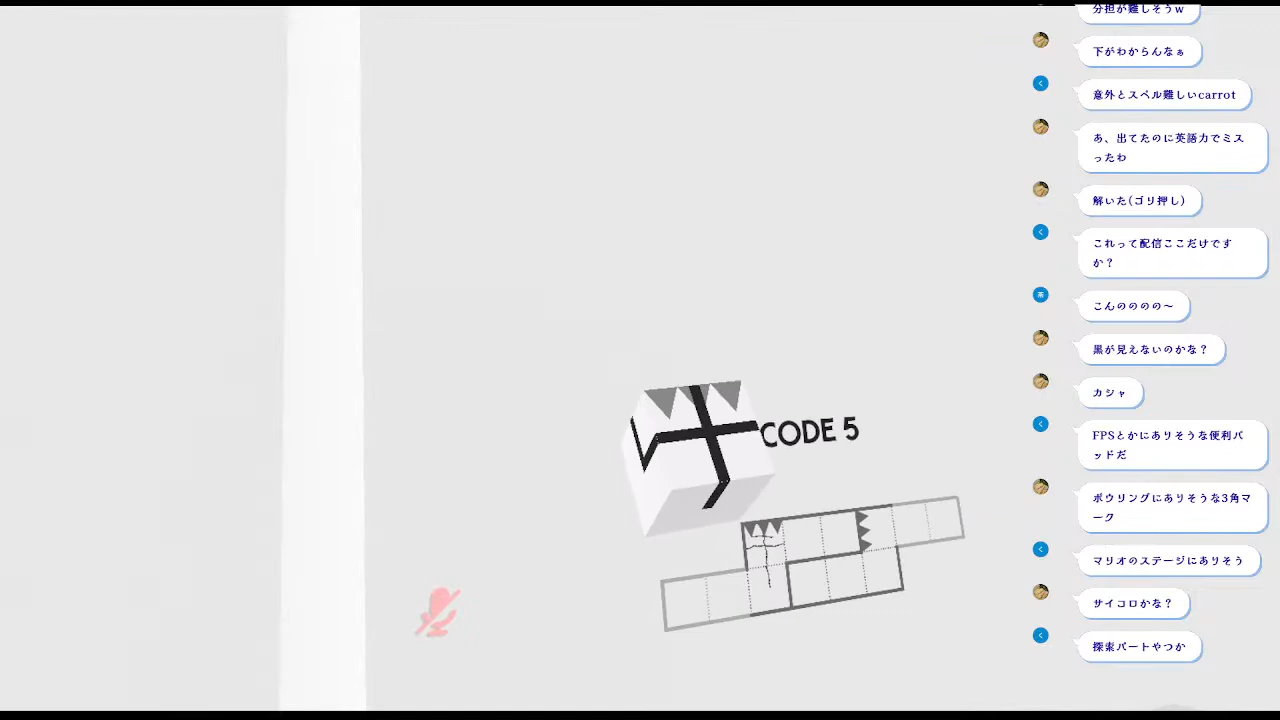 分担が難しそうw
下がわからんなぁ
意外とスペル難しいcarrot
あ、出てたのに英語力でミス
ったわ
解いた(ゴリ押し)
これって配信ここだけです
か？
こんのののの～
黒が見えないのかな？
カシャ
FPSとかにありそうな便利パ
ッドだ
ボウリングにありそうな3角マ
ーク
マリオのステージにありそう
サイコロかな？
探索パートやつか
CODE 5